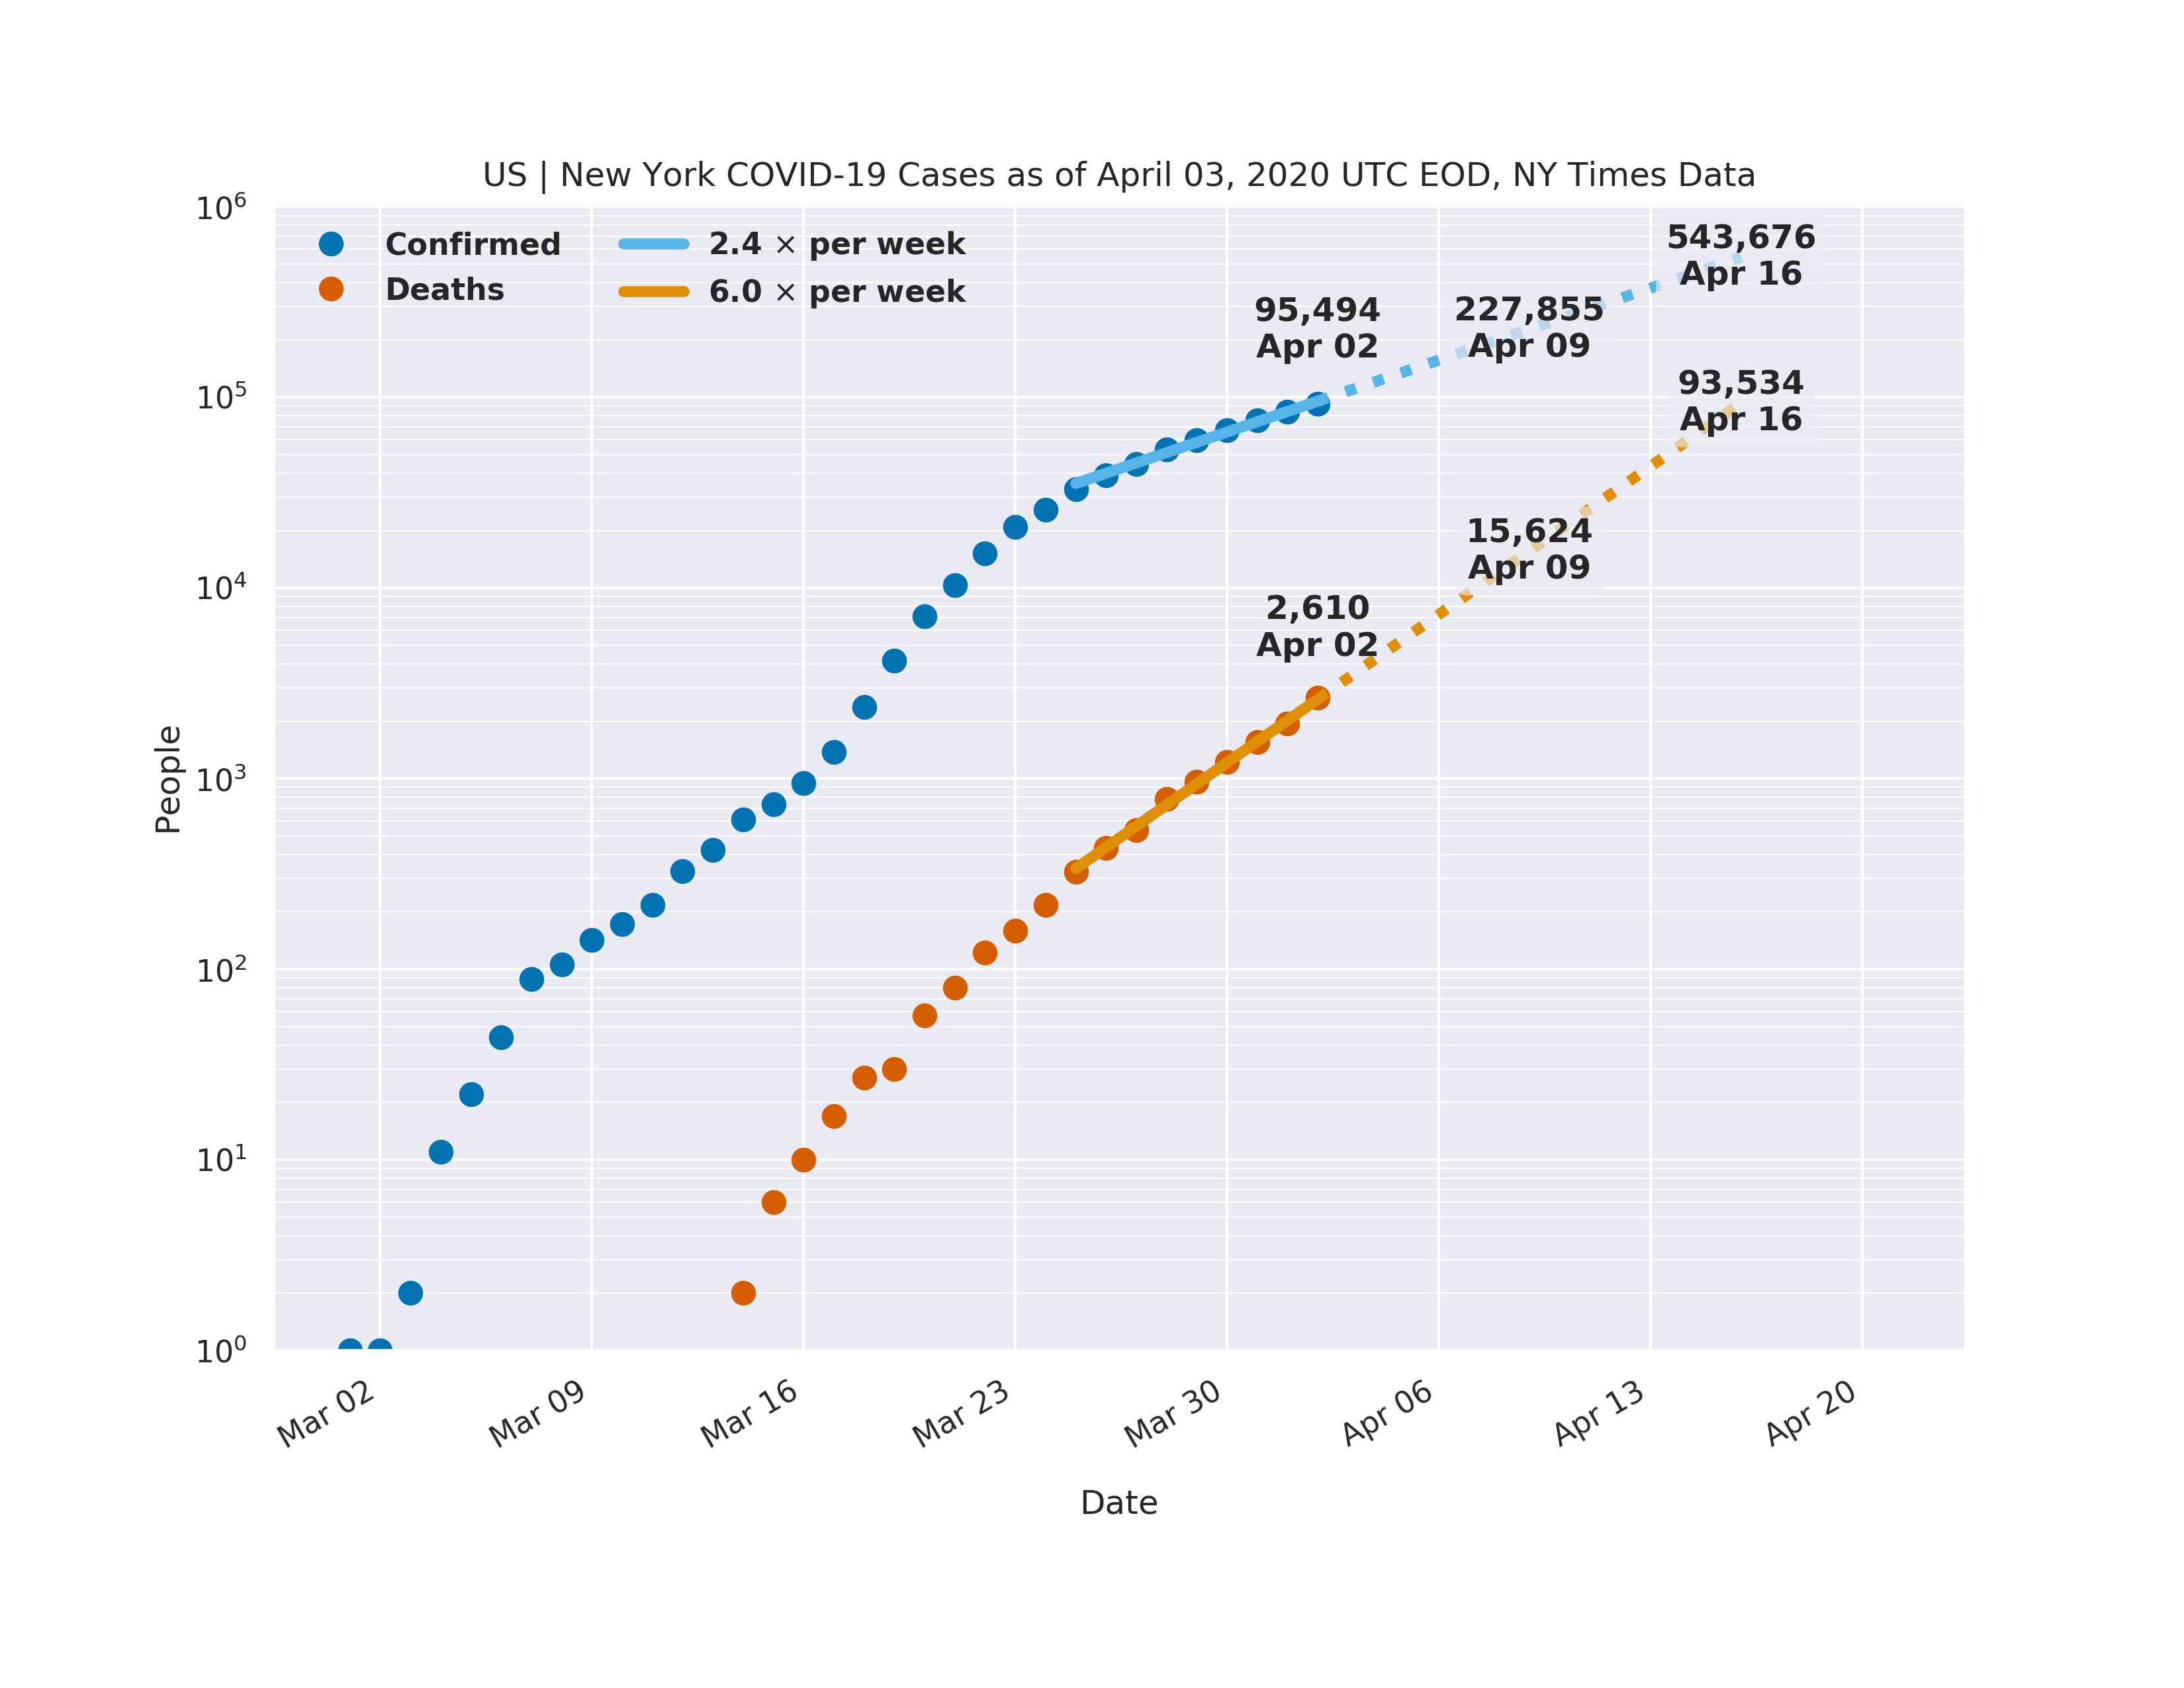 US | New York COVID-19 Cases as of April 03, 2020 UTC EOD, NY Times Data
Confirmed
Deaths
2.4 × per week
6.0 × per week
543,676
Apr 16
95,494
Apr 02
227,855
Apr 09
93,534
Apr 16
15,624
Apr 09
2,610
Apr 02
10⁶
10⁵
10⁴
10³
10²
10¹
10⁰
People
Mar 02
Mar 09
Mar 16
Mar 23
Mar 30
Apr 06
Apr 13
Apr 20
Date